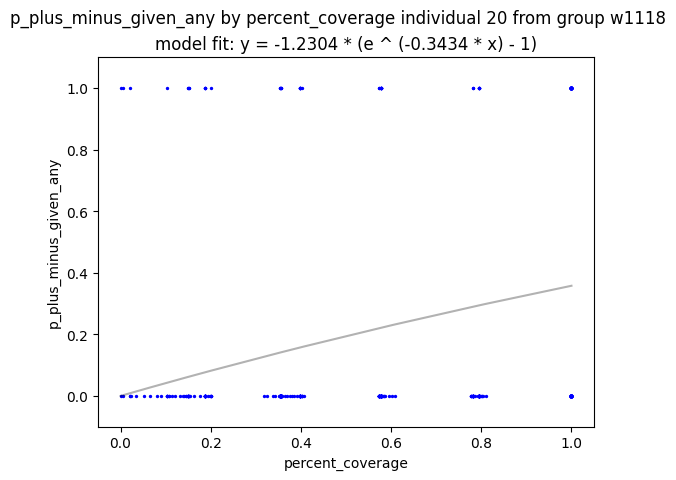 p_plus_minus_given_any by percent_coverage individual 20 from group w1118
model fit: y = -1.2304 * (e ^ (-0.3434 * x) - 1)
1.0
0.8
0.6
0.4
0.2
0.0
p_plus_minus_given_any
0.0 0.2 0.4 0.6 0.8 1.0
percent_coverage